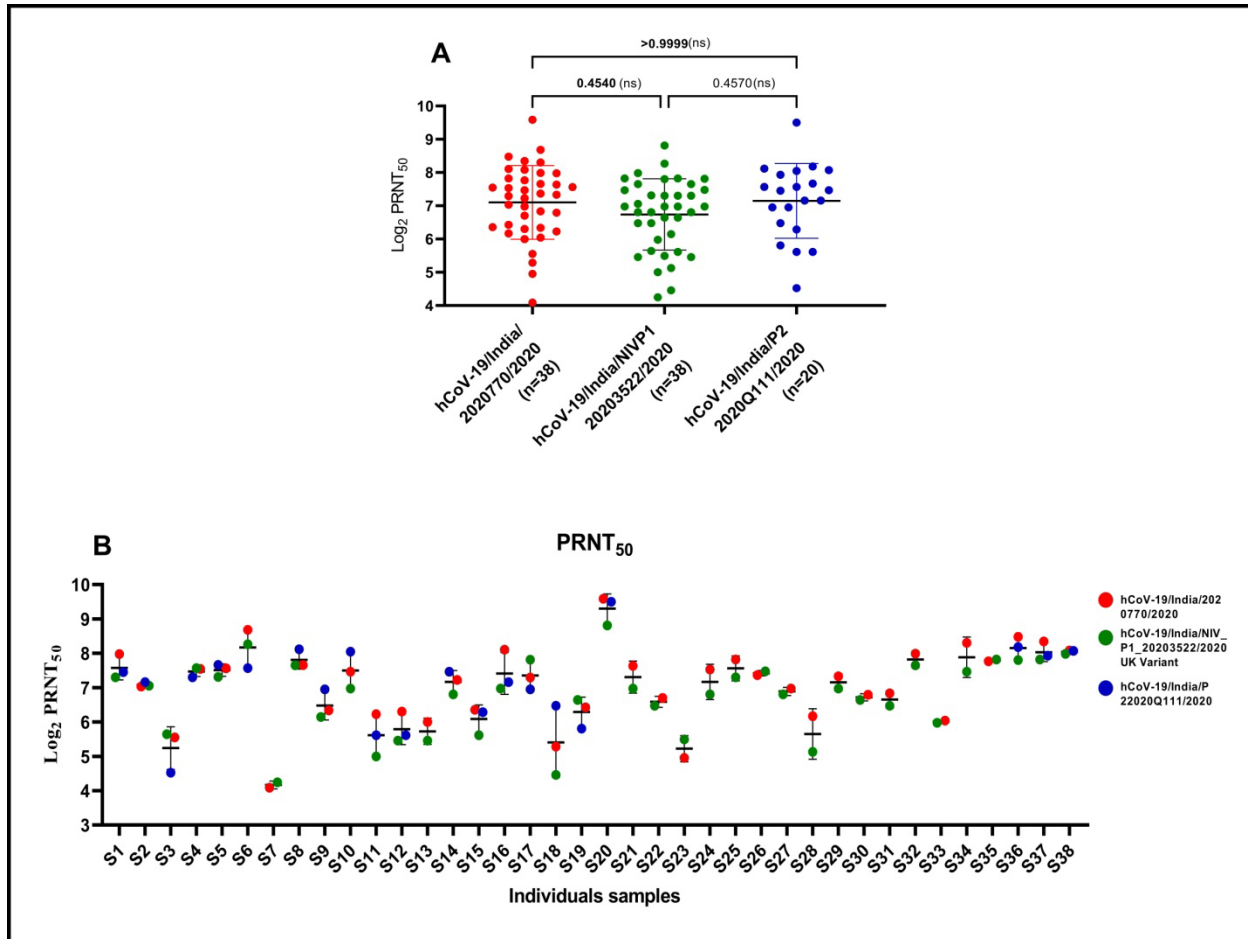 A
>0.9999(ns)
0.4540 (ns)
0.4570(ns)
Log2 PRNT50
10
9
8
7
6
5
4
hCoV-19/India/
2020770/2020
(n=38)
hCoV-19/India/NIVP1
20203522/2020
(n=38)
hCoV-19/India/P2
2020Q111/2020
(n=20)
B
PRNT50
Log2 PRNT50
10
9
8
7
6
5
4
3
S1 S2 S3 S4 S5 S6 S7 S8 S9 S10 S11 S12 S13 S14 S15 S16 S17 S18 S19 S20 S21 S22 S23 S24 S25 S26 S27 S28 S29 S30 S31 S32 S33 S34 S35 S36 S37 S38
Individuals samples
hCoV-19/India/202
0770/2020
hCoV-19/India/NIV_
P1_20203522/2020
UK Variant
hCoV-19/India/P
22020Q111/2020